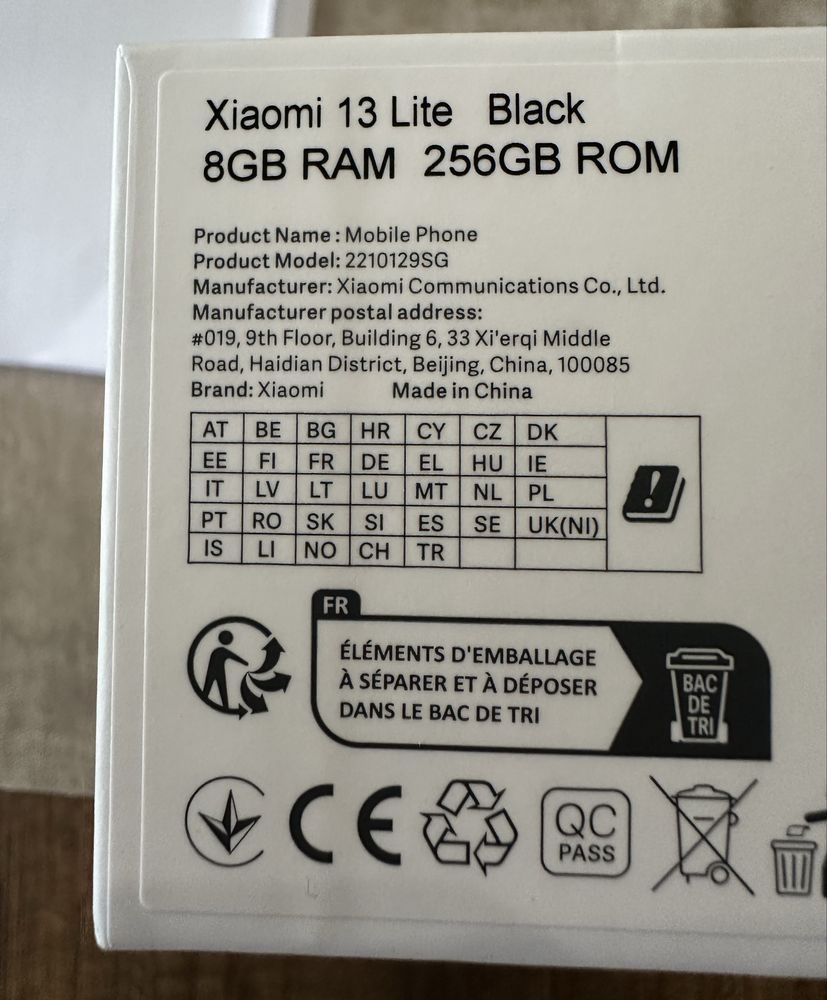 Xiaomi 13 Lite Black
8GB RAM 256GB ROM
Product Name: Mobile Phone
Product Model: 2210129SG
Manufacturer: Xiaomi Communications Co., Ltd.
Manufacturer postal address:
#019, 9th Floor, Building 6, 33 Xi'erqi Middle
Road, Haidian District, Beijing, China, 100085
Brand: Xiaomi Made in China
AT BE BG HR CY CZ DK
EE FI FR DE EL HU IE
IT LV LT LU MT NL PL
PT RO SK SI ES SE UK(NI)
IS LI NO CH TR
FR
ÉLÉMENTS D'EMBALLAGE
À SÉPARER ET À DÉPOSER
DANS LE BAC DE TRI
BAC
DE
TRI
CE
QC
PASS